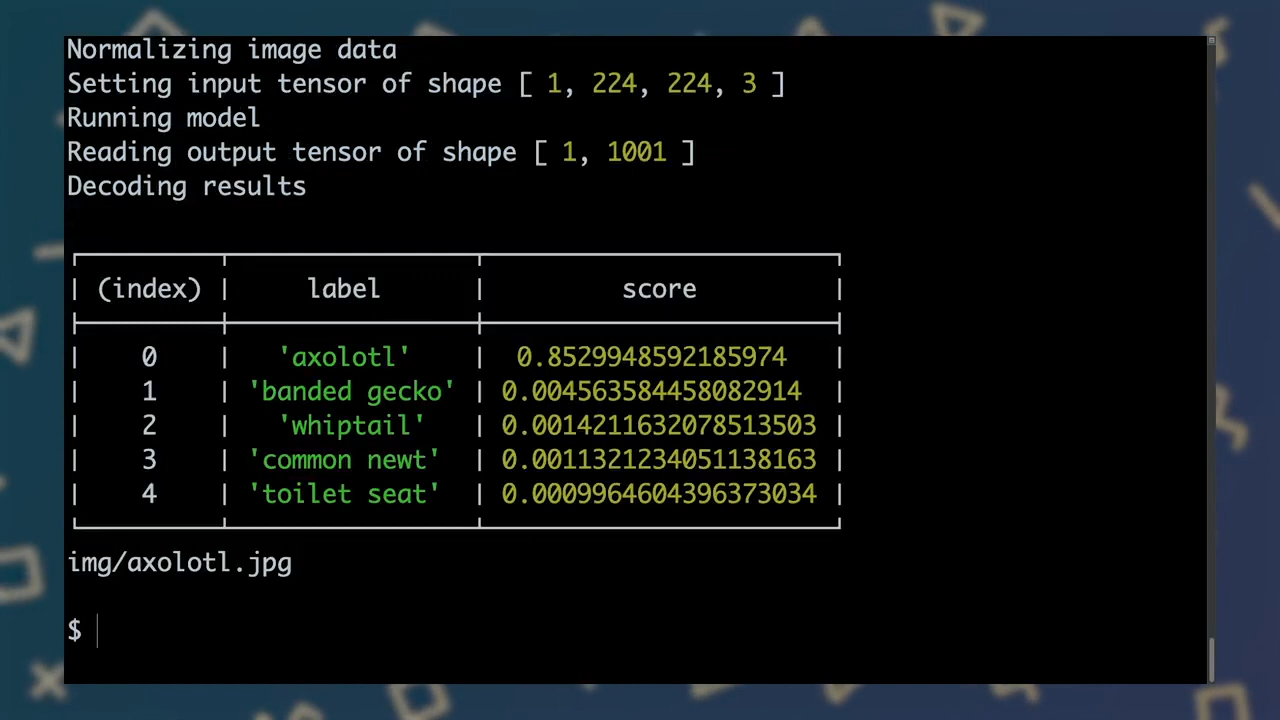 Normalizing image data
Setting input tensor of shape [ 1, 224, 224, 3 ]
Running model
Reading output tensor of shape [ 1, 1001 ]
Decoding results
(index) label score
0 'axolotl' 0.8529948592185974
1 'banded gecko' 0.004563584458082914
2 'whiptail' 0.0014211632078513503
3 'common newt' 0.0011321234051138163
4 'toilet seat' 0.0009964604396373034
img/axolotl.jpg
$